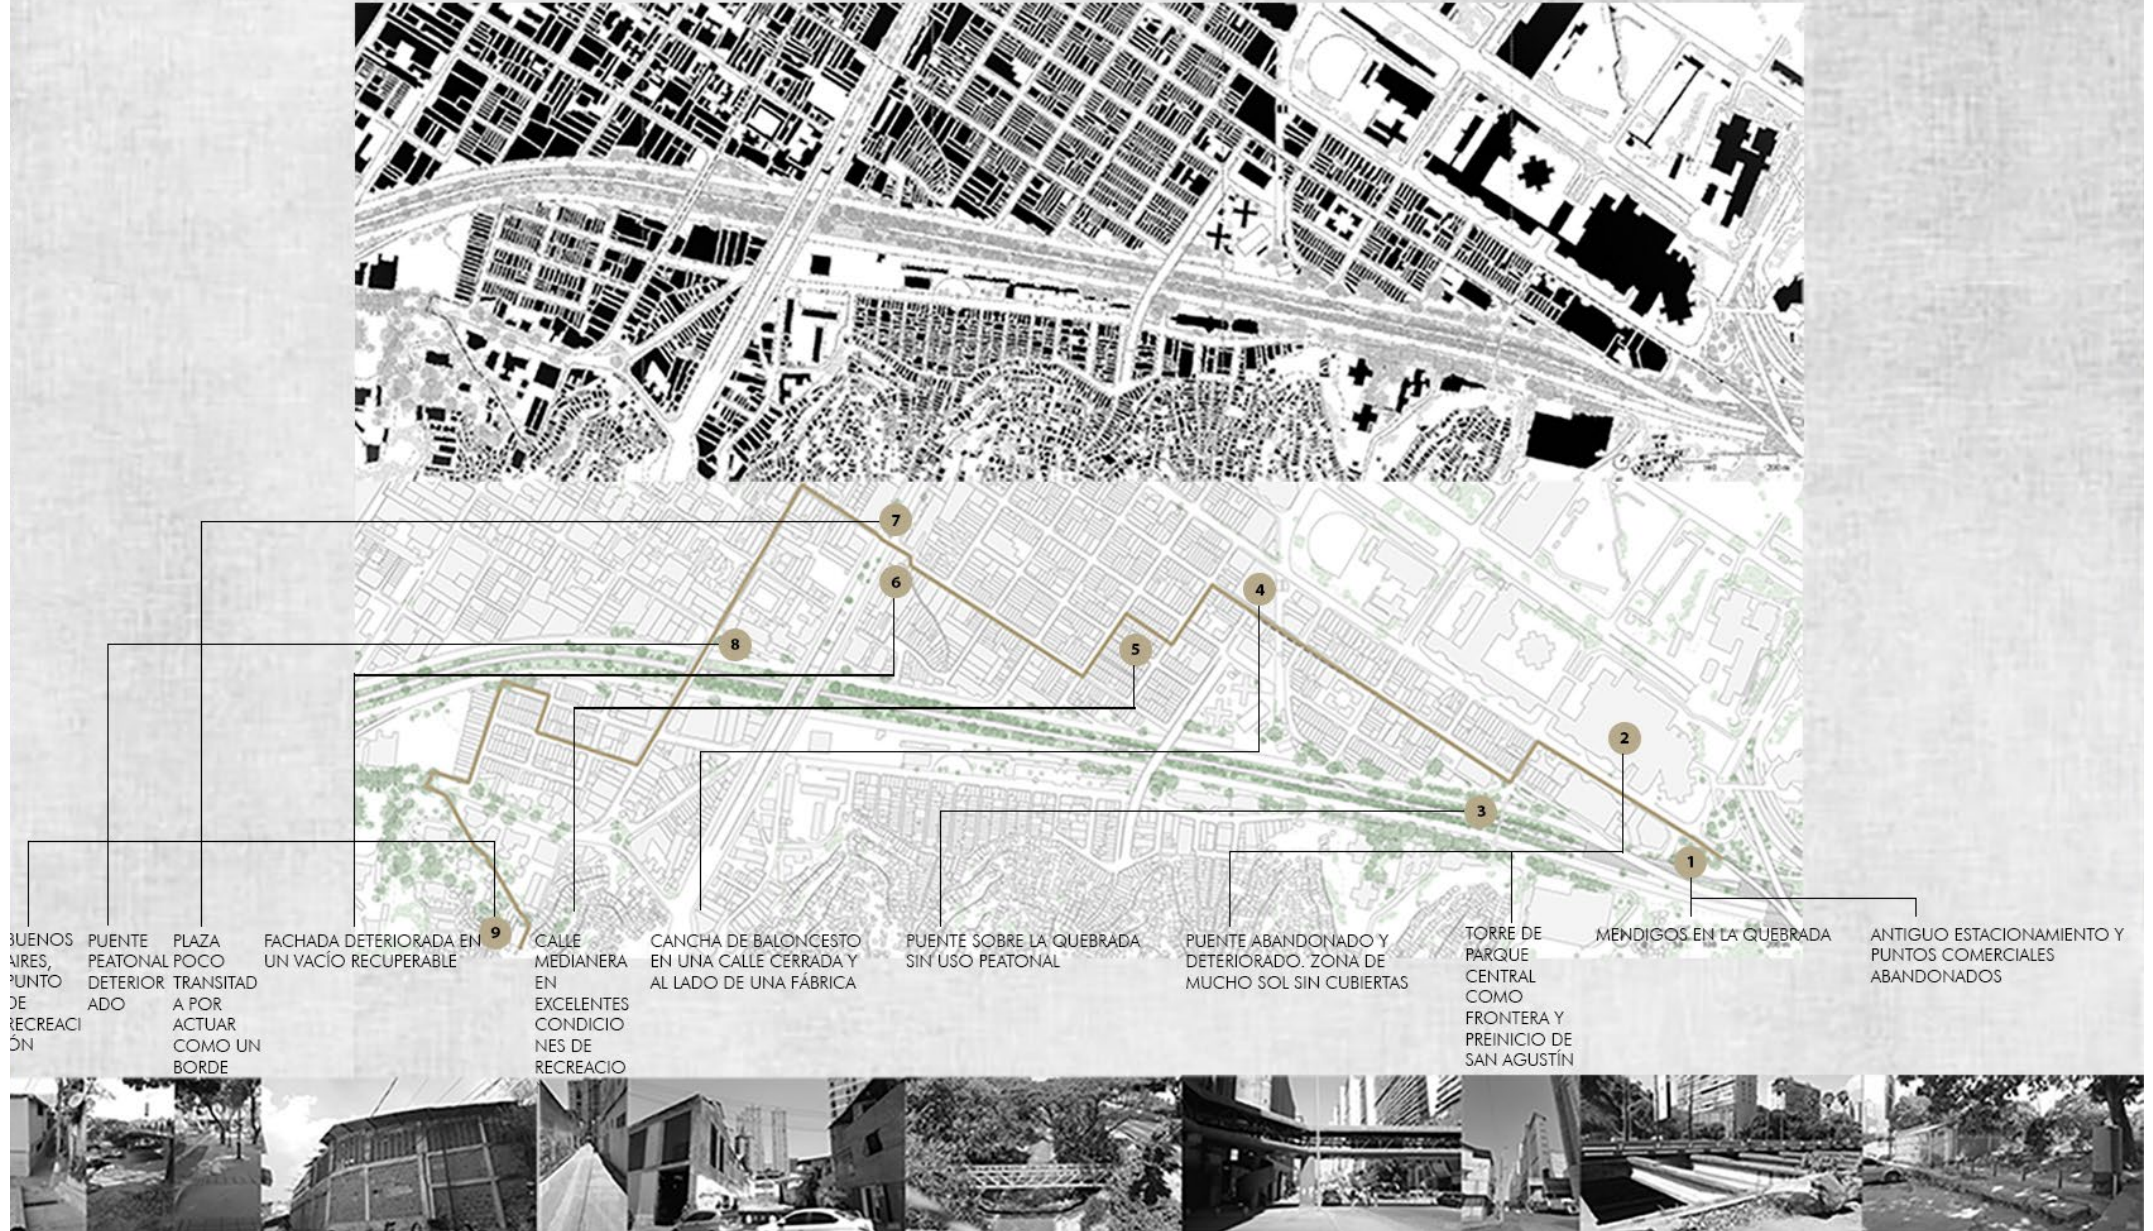 7
6
4
8
5
2
3
1
9
BUENOS
AIRES,
PUNTO
DE
RECREACI
ÓN
PUENTE
PEATONAL
DETERIOR
ADO
PLAZA
POCO
TRANSITAD
A POR
ACTUAR
COMO UN
BORDE
FACHADA DETERIORADA EN
UN VACÍO RECUPERABLE
CALLE
MEDIANERA
EN
EXCELENTES
CONDICIO
NES DE
RECREACIO
CANCHA DE BALONCESTO
EN UNA CALLE CERRADA Y
AL LADO DE UNA FÁBRICA
PUENTE SOBRE LA QUEBRADA
SIN USO PEATONAL
PUENTE ABANDONADO Y
DETERIORADO. ZONA DE
MUCHO SOL SIN CUBIERTAS
TORRE DE
PARQUE
CENTRAL
COMO
FRONTERA Y
PREINICIO DE
SAN AGUSTÍN
MENDIGOS EN LA QUEBRADA
ANTIGUO ESTACIONAMIENTO Y
PUNTOS COMERCIALES
ABANDONADOS